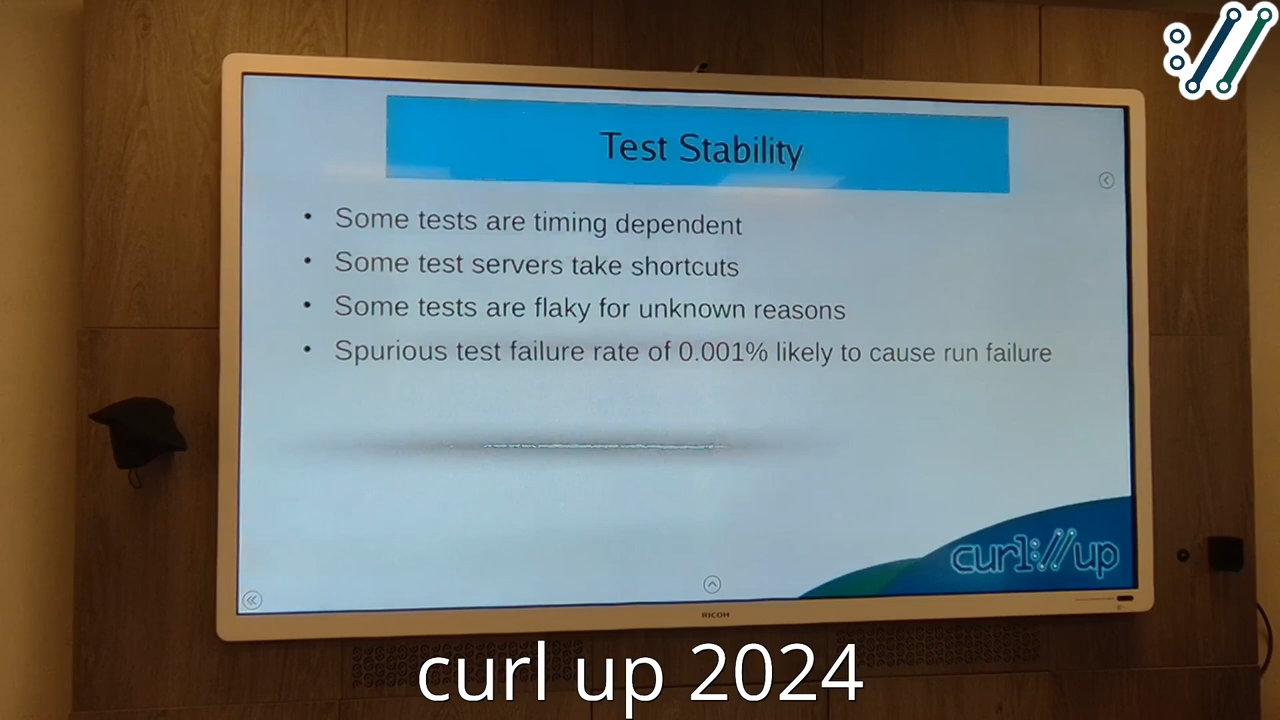 Test Stability
• Some tests are timing dependent
• Some test servers take shortcuts
• Some tests are flaky for unknown reasons
• Spurious test failure rate of 0.001% likely to cause run failure
curl:// up
RICOH
curl up 2024